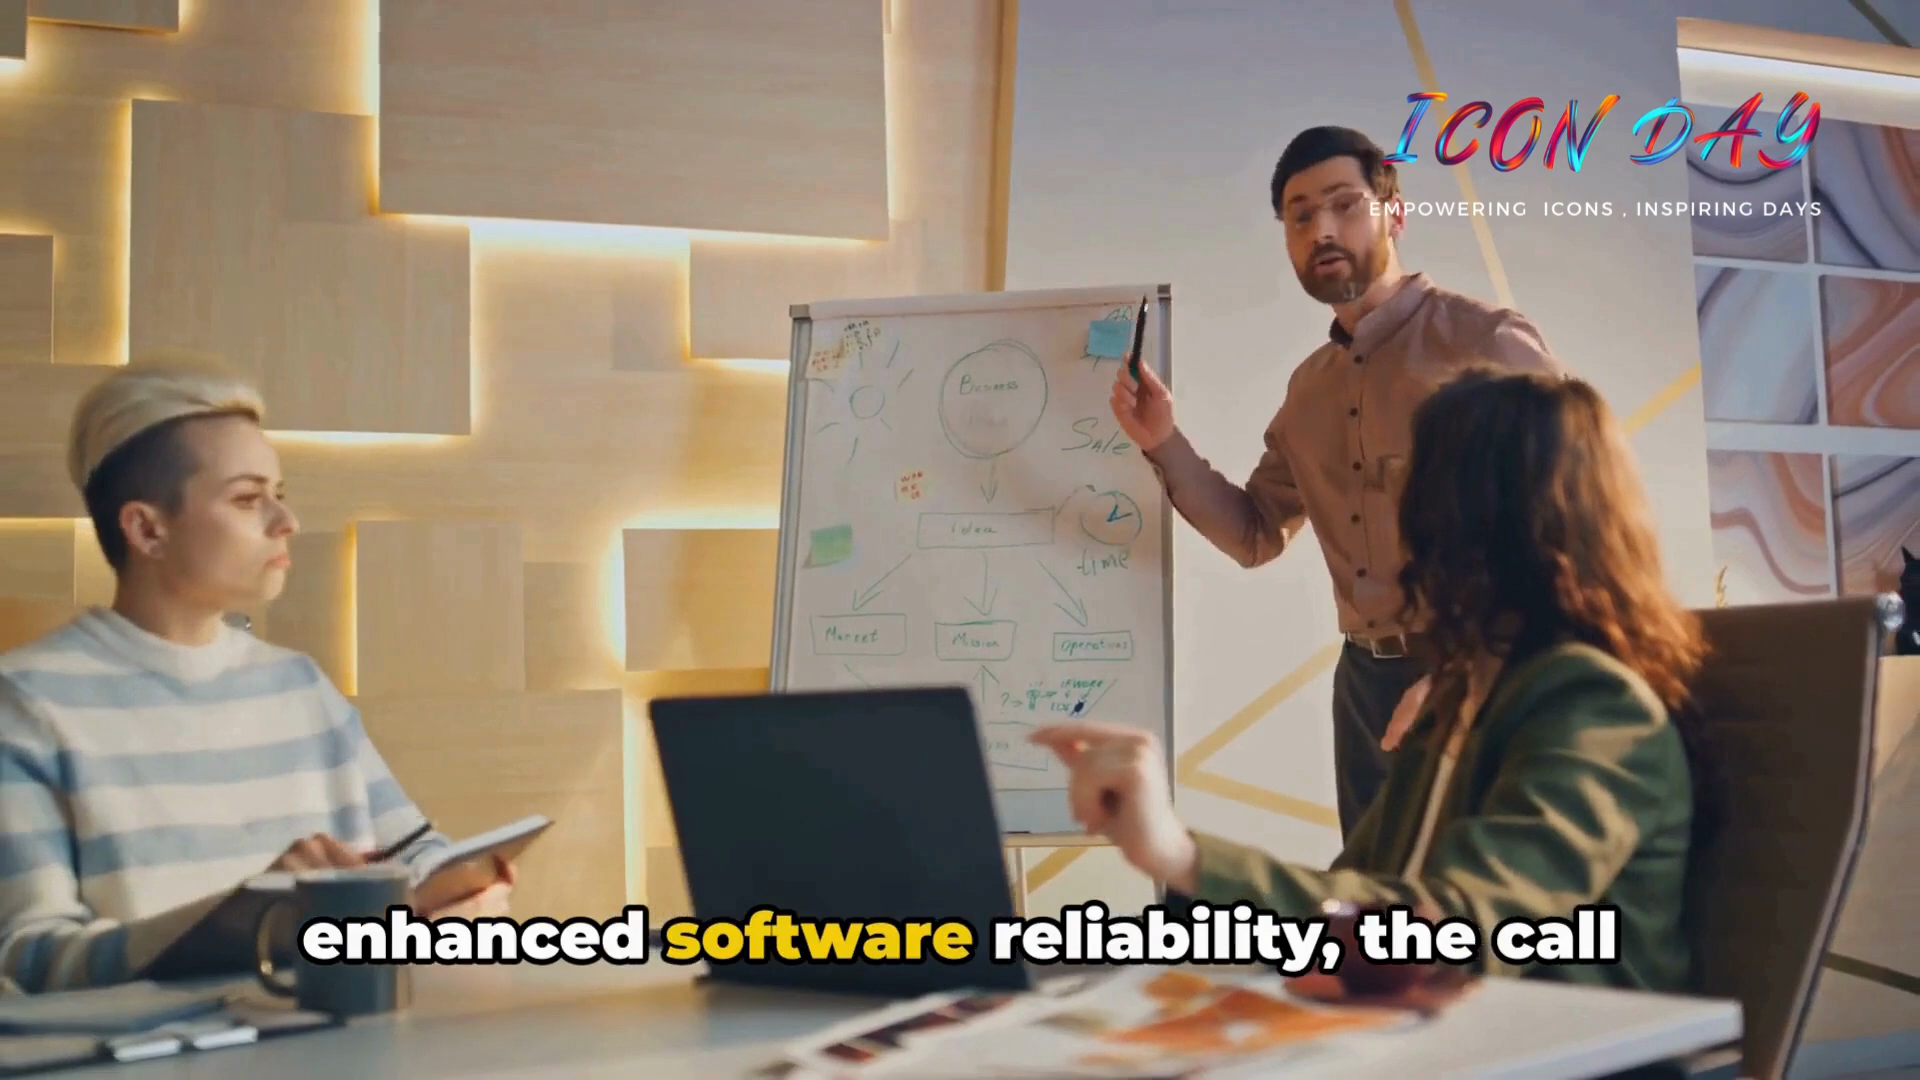 ICON DAY
EMPOWERING ICONS , INSPIRING DAYS
Business
Sale
Idea
time
Market
Mission
Operations
enhanced software reliability, the call